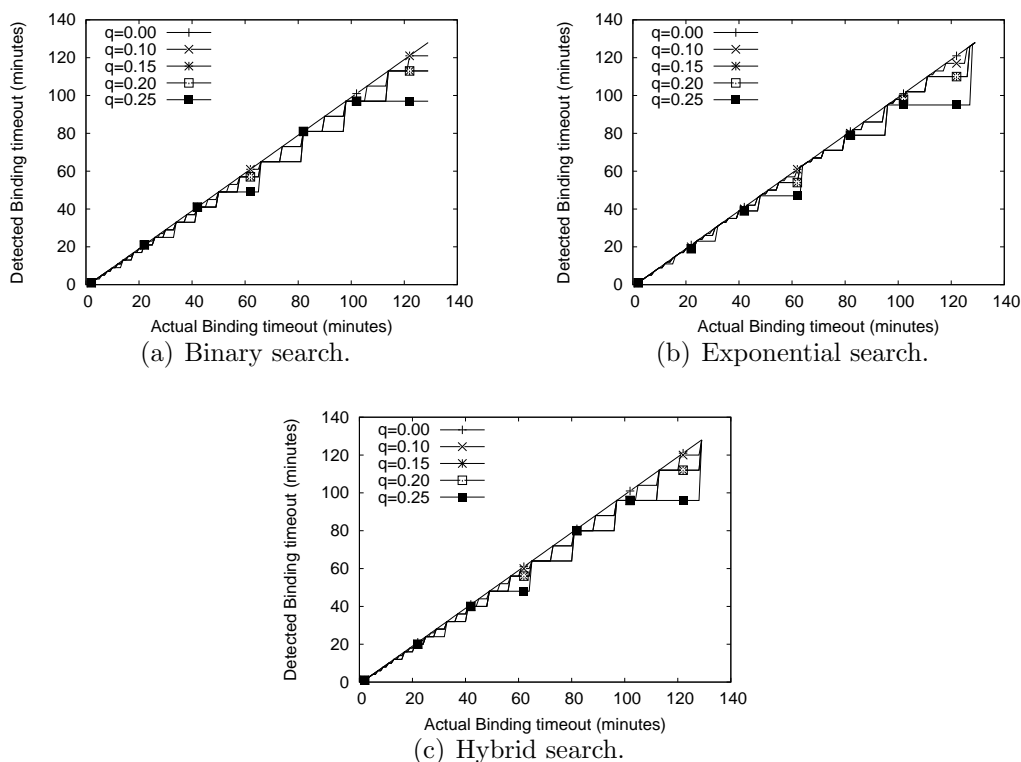 Detected Binding timeout (minutes)
140
120
100
80
60
40
20
0
q=0.00
q=0.10
q=0.15
q=0.20
q=0.25
0 20 40 60 80 100 120 140
Actual Binding timeout (minutes)
(a) Binary search.
Detected Binding timeout (minutes)
140
120
100
80
60
40
20
0
q=0.00
q=0.10
q=0.15
q=0.20
q=0.25
0 20 40 60 80 100 120 140
Actual Binding timeout (minutes)
(b) Exponential search.
Detected Binding timeout (minutes)
140
120
100
80
60
40
20
0
q=0.00
q=0.10
q=0.15
q=0.20
q=0.25
0 20 40 60 80 100 120 140
Actual Binding timeout (minutes)
(c) Hybrid search.